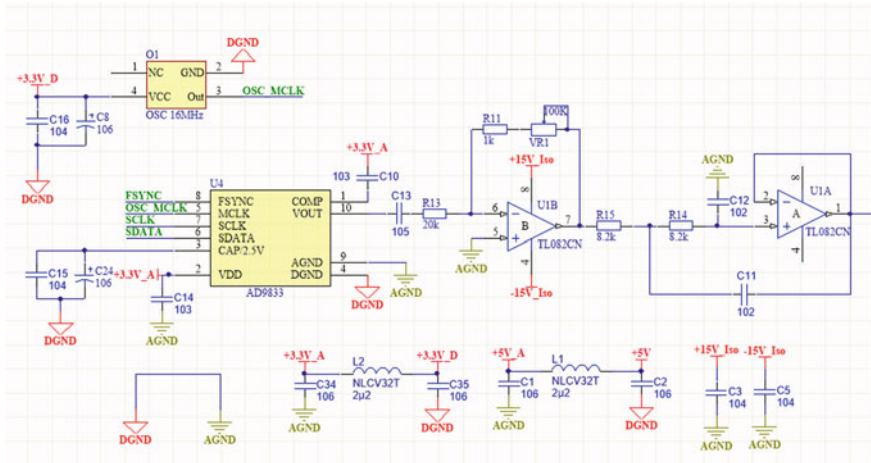 DGND
O1
+3.3V_D
1 NC GND 2
4 VCC Out 3 OSC_MCLK
OSC 16MHz
C16
104
C8
106
DGND
+3.3V_A
103 C10
U4
FSYNC 8 FSYNC COMP 1
OSC_MCLK 5 MCLK VOUT 10
SCLK 7 SCLK
SDATA 6 SDATA
3 CAP/2.5V
AGND 9
+3.3V_A 2 VDD DGND 4
AD9833
C15
104
C24
106
C14
103
DGND
AGND
DGND
AGND
C13
105
R13
20k
R11
1k
100K
VR1
+15V_Iso
8
U1B
6
B
7
5
TL082CN
4
AGND
-15V_Iso
R15
8.2k
R14
8.2k
AGND
C12
102
8
U1A
2
A
1
3
TL082CN
4
C11
102
DGND
AGND
+3.3V_A
L2
+3.3V_D
C34
106
NLCV32T
2µ2
C35
106
AGND
DGND
+5V_A
L1
+5V
C1
106
NLCV32T
2µ2
C2
106
AGND
DGND
+15V_Iso
-15V_Iso
C3
104
C5
104
AGND
AGND